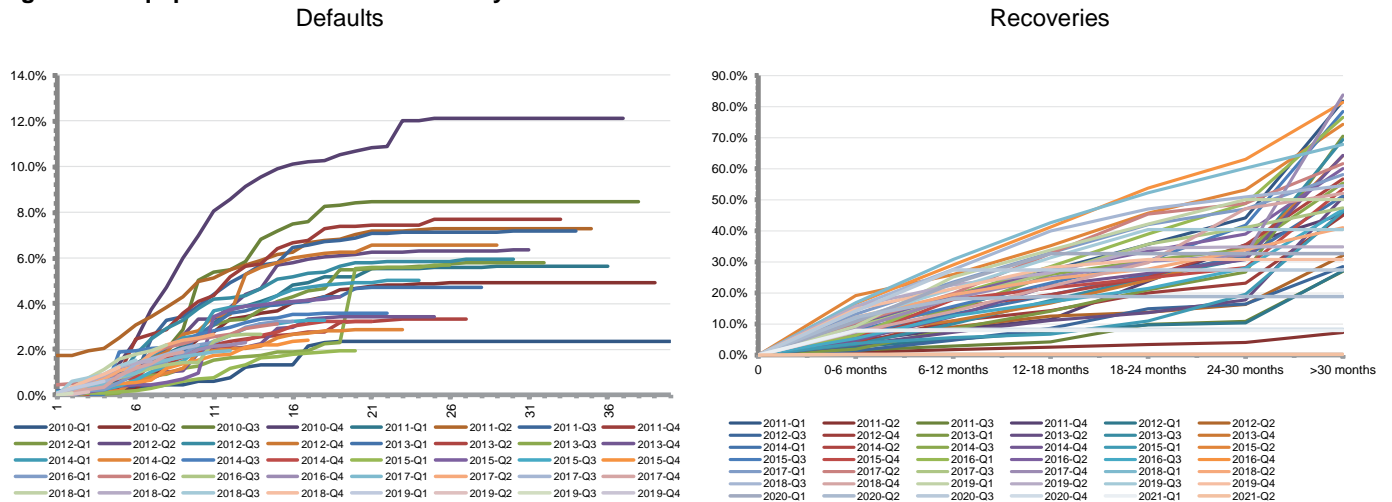 Defaults
Recoveries
14.0%
12.0%
10.0%
8.0%
6.0%
4.0%
2.0%
0.0%
1
6
11
16
21
26
31
36
2010-Q1 2010-Q2 2010-Q3 2010-Q4 2011-Q1 2011-Q2 2011-Q3 2011-Q4
2012-Q1 2012-Q2 2012-Q3 2012-Q4 2013-Q1 2013-Q2 2013-Q3 2013-Q4
2014-Q1 2014-Q2 2014-Q3 2014-Q4 2015-Q1 2015-Q2 2015-Q3 2015-Q4
2016-Q1 2016-Q2 2016-Q3 2016-Q4 2017-Q1 2017-Q2 2017-Q3 2017-Q4
2018-Q1 2018-Q2 2018-Q3 2018-Q4 2019-Q1 2019-Q2 2019-Q3 2019-Q4
90.0%
80.0%
70.0%
60.0%
50.0%
40.0%
30.0%
20.0%
10.0%
0.0%
0 0-6 months 6-12 months 12-18 months 18-24 months 24-30 months >30 months
2011-Q1 2011-Q2 2011-Q3 2011-Q4 2012-Q1 2012-Q2
2012-Q3 2012-Q4 2013-Q1 2013-Q2 2013-Q3 2013-Q4
2014-Q1 2014-Q2 2014-Q3 2014-Q4 2015-Q1 2015-Q2
2015-Q3 2015-Q4 2016-Q1 2016-Q2 2016-Q3 2016-Q4
2017-Q1 2017-Q2 2017-Q3 2017-Q4 2018-Q1 2018-Q2
2018-Q3 2018-Q4 2019-Q1 2019-Q2 2019-Q3 2019-Q4
2020-Q1 2020-Q2 2020-Q3 2020-Q4 2021-Q1 2021-Q2